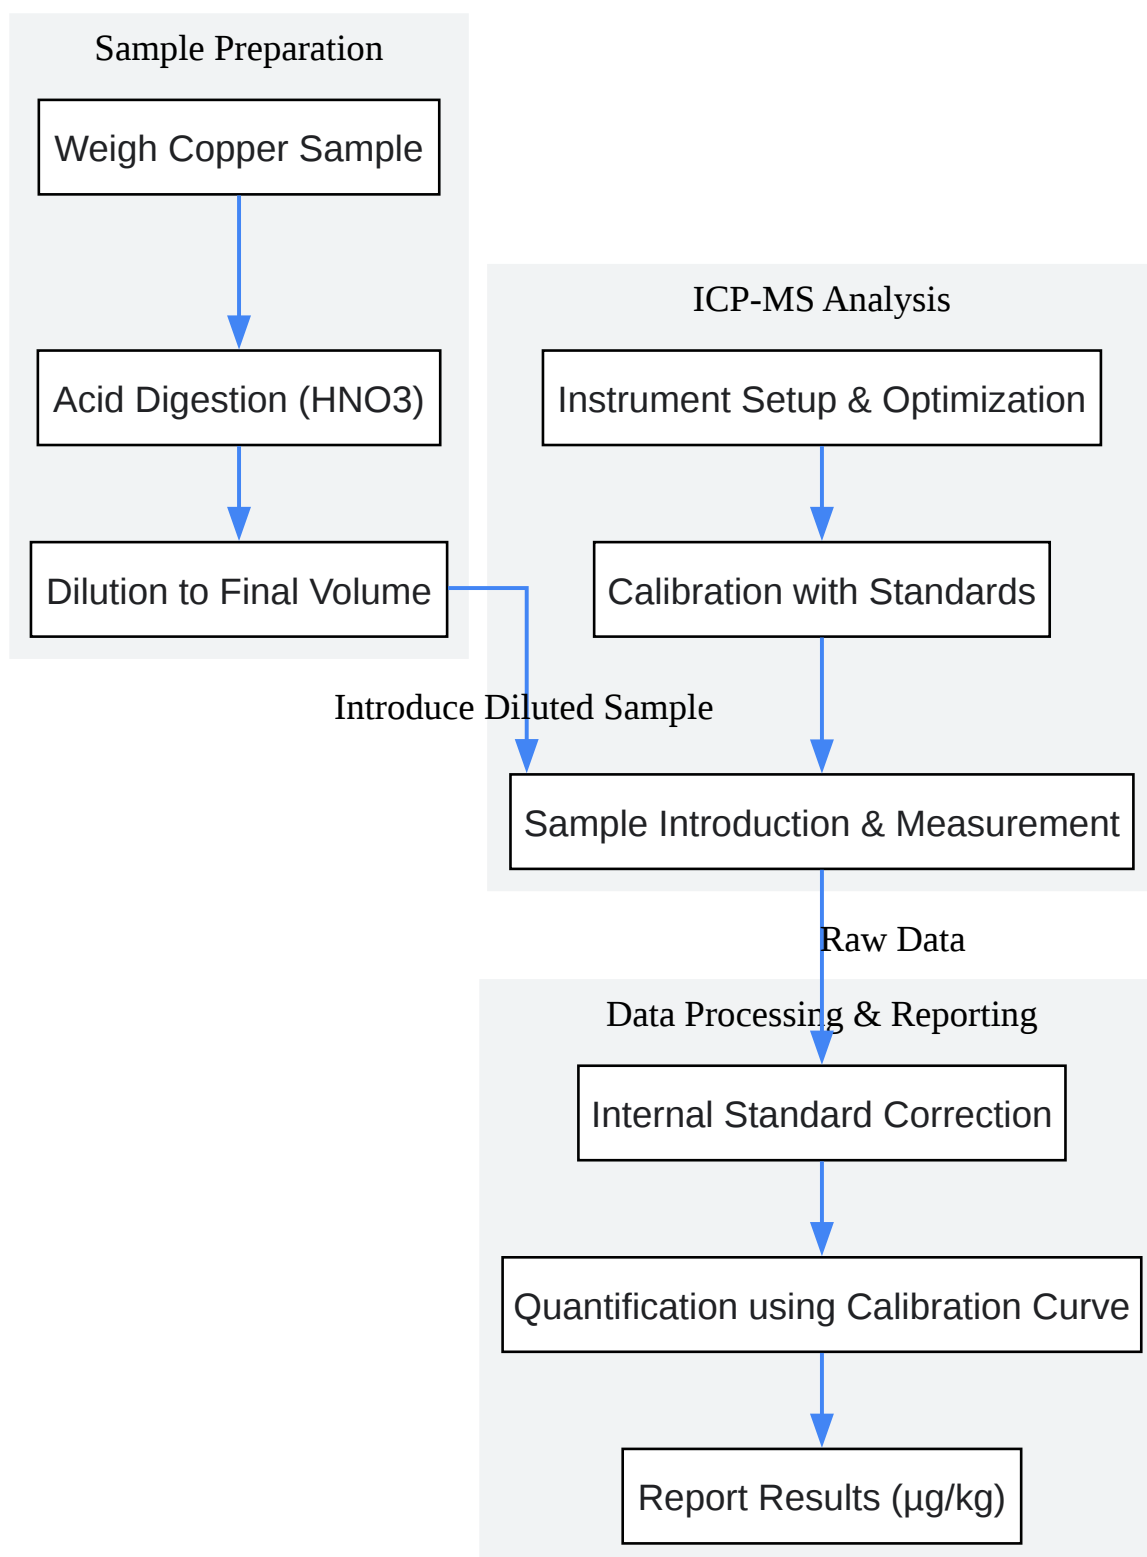 Sample Preparation
Weigh Copper Sample
Acid Digestion (HNO3)
Dilution to Final Volume
Introduce Diluted Sample
ICP-MS Analysis
Instrument Setup & Optimization
Calibration with Standards
Sample Introduction & Measurement
Raw Data
Data Processing & Reporting
Internal Standard Correction
Quantification using Calibration Curve
Report Results (µg/kg)